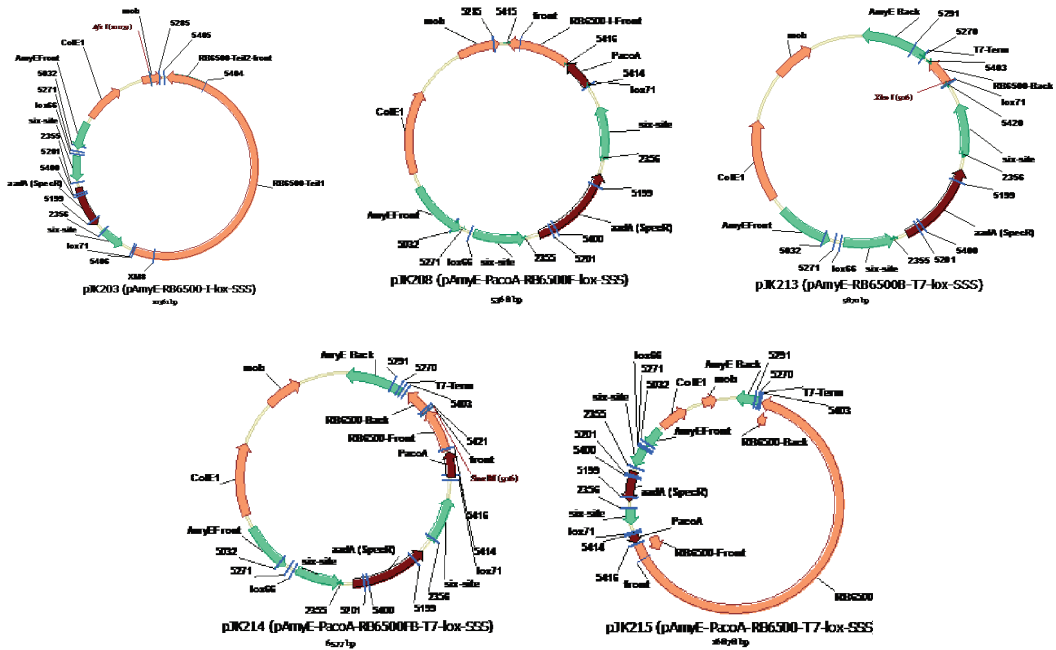 mob
5285
5405
RB6500-Teil2-front
5404
ColE1
AmyEFront
5032
5271
lox66
six-site
2355
5201
5400
aadA (SpecR)
5199
2356
six-site
lox71
5406
XM8
RB6500-Teil1
pJK203 (pAmyE-RB6500-I-lox-SSS)
mob
5285
5415
front
RB6500-I-Front
5416
PacoA
5414
lox71
six-site
2356
5199
aadA (SpecR)
5400
5201
2355
six-site
lox66
5271
5032
AmyEFront
ColE1
pJK208 (pAmyE-PacoA-RB6500F-lox-SSS)
5368 bp
AmyE Back
5291
5270
T7-Term
5403
RB6500-Back
lox71
5420
six-site
2356
5199
aadA (SpecR)
5400
5201
2355
six-site
lox66
5271
5032
AmyEFront
ColE1
mob
pJK213 (pAmyE-RB6500B-T7-lox-SSS)
5870 bp
AmyE Back
5291
5270
T7-Term
5403
RB6500-Back
RB6500-Front
5421
front
PacoA
5416
5414
lox71
six-site
2356
5199
aadA (SpecR)
5400
5201
2355
six-site
lox66
5271
5032
AmyEFront
ColE1
mob
pJK214 (pAmyE-PacoA-RB6500FB-T7-lox-SSS)
6577 bp
lox66
5271
5032
ColE1
mob
AmyE Back
5291
5270
T7-Term
5403
RB6500-Back
AmyEFront
six-site
2355
5201
5400
5199
2356
aadA (SpecR)
six-site
lox71
5414
PacoA
RB6500-Front
5416
front
RB6500
pJK215 (pAmyE-PacoA-RB6500-T7-lox-SSS